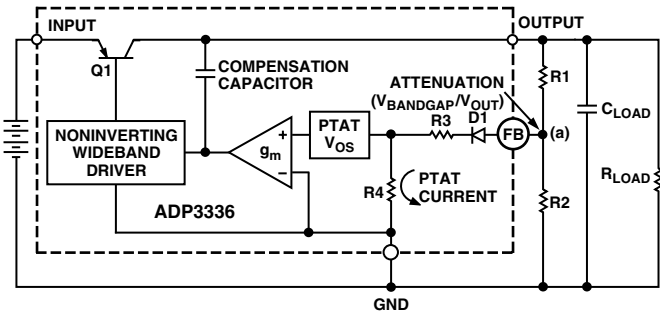 INPUT
OUTPUT
Q1
COMPENSATION
CAPACITOR
ATTENUATION
(VBANDGAP/VOUT)
R1
CLOAD
NONINVERTING
WIDEBAND
DRIVER
gm
+
−
PTAT
VOS
R3
D1
FB
(a)
R4
PTAT
CURRENT
R2
RLOAD
ADP3336
GND